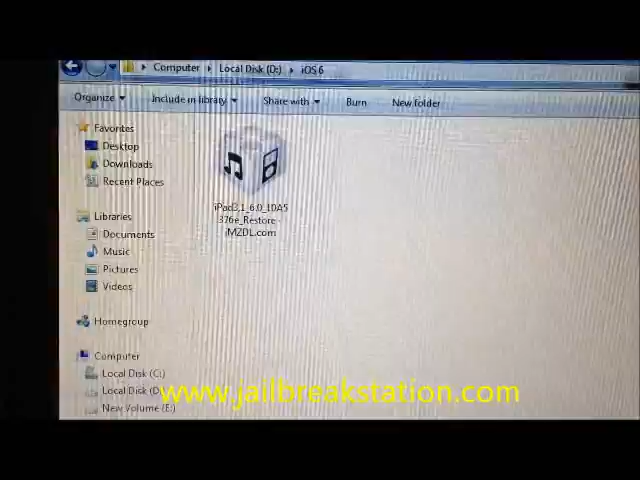 Computer ▸ Local Disk (D:) ▸ iOS 6
Organize ▾ Include in library ▾ Share with ▾ Burn New folder
Favorites
Desktop
Downloads
Recent Places
Libraries
Documents
Music
Pictures
Videos
Homegroup
Computer
Local Disk (C:)
Local Disk (D:
New Volume (E:)
iPad3,1_6.0_10A5
376e_Restore -
iMZDL.com
www.jailbreakstation.com